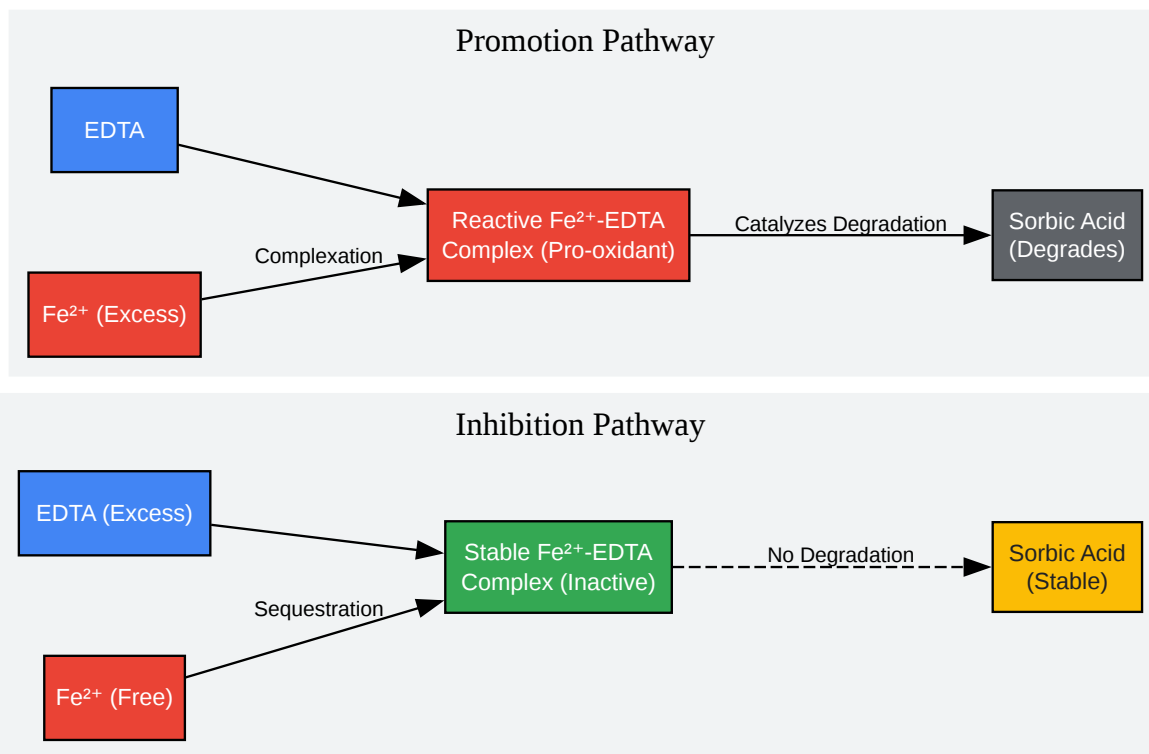 Promotion Pathway
EDTA
Reactive Fe²⁺-EDTA
Complex (Pro-oxidant)
Catalyzes Degradation
Sorbic Acid
(Degrades)
Complexation
Fe²⁺ (Excess)
Inhibition Pathway
EDTA (Excess)
Stable Fe²⁺-EDTA
Complex (Inactive)
No Degradation
Sorbic Acid
(Stable)
Sequestration
Fe²⁺ (Free)